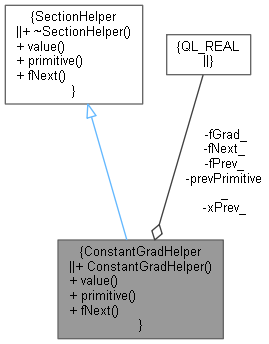 {SectionHelper
||+ ~SectionHelper()
+ value()
+ primitive()
+ fNext()
}
{QL_REAL
||}
-fGrad_
-fNext_
-fPrev_
-prevPrimitive
_
-xPrev_
{ConstantGradHelper
||+ ConstantGradHelper()
+ value()
+ primitive()
+ fNext()
}